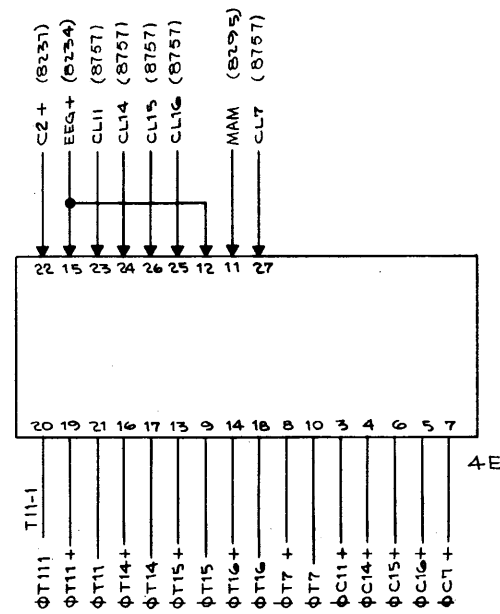 C2+ (8237)
EEG+ (8234)
CL11 (8757)
CL14 (8757)
CL15 (8757)
CL16 (8757)
MAM (8295)
CL7 (8757)
22 15 23 24 26 25 12 11 27
20 19 21 16 17 13 9 14 18 8 10 3 4 6 5 7
4E
T11-1
ΦT111
ΦT11+
ΦT11
ΦT14+
ΦT14
ΦT15+
ΦT15
ΦT16+
ΦT16
ΦT7+
ΦT7
ΦC11+
ΦC14+
ΦC15+
ΦC16+
ΦC7+